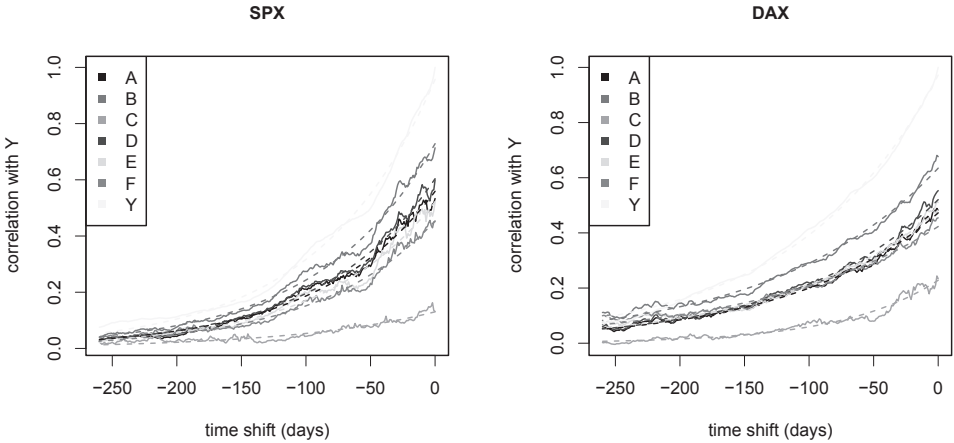 SPX
correlation with Y
1.0
0.8
0.6
0.4
0.2
0.0
A
B
C
D
E
F
Y
−250
−200
−150
−100
−50
0
time shift (days)
DAX
correlation with Y
1.0
0.8
0.6
0.4
0.2
0.0
A
B
C
D
E
F
Y
−250
−200
−150
−100
−50
0
time shift (days)